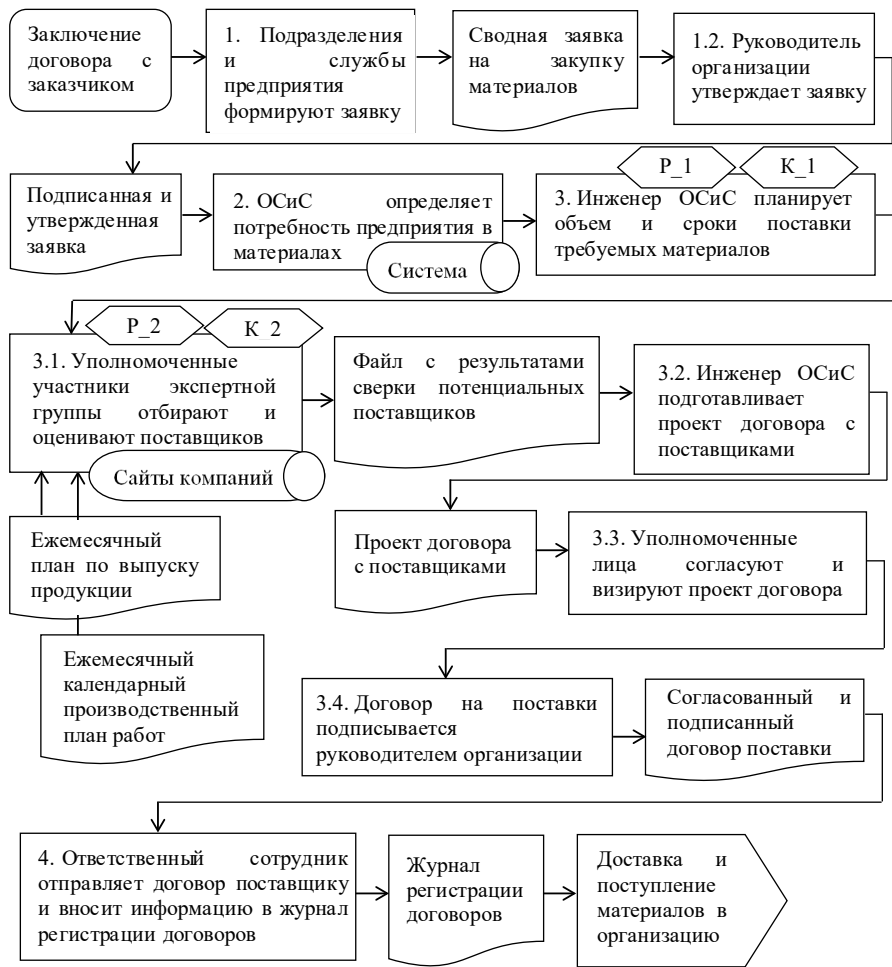 Заключение
договора с
заказчиком
1. Подразделения
и службы
предприятия
формируют заявку
Сводная заявка
на закупку
материалов
1.2. Руководитель
организации
утверждает заявку
Подписанная и
утвержденная
заявка
2. ОСиС определяет
потребность предприятия в
материалах
Система
Р_1
К_1
3. Инженер ОСиС планирует
объем и сроки поставки
требуемых материалов
Р_2
К_2
3.1. Уполномоченные
участники экспертной
группы отбирают и
оценивают поставщиков
Сайты компаний
Файл с результатами
сверки потенциальных
поставщиков
3.2. Инженер ОСиС
подготавливает
проект договора с
поставщиками
Ежемесячный
план по выпуску
продукции
Ежемесячный
календарный
производственный
план работ
Проект договора
с поставщиками
3.3. Уполномоченные
лица согласуют и
визируют проект договора
3.4. Договор на поставки
подписывается
руководителем организации
Согласованный и
подписанный
договор поставки
4. Ответственный сотрудник
отправляет договор поставщику
и вносит информацию в журнал
регистрации договоров
Журнал
регистрации
договоров
Доставка и
поступление
материалов в
организацию